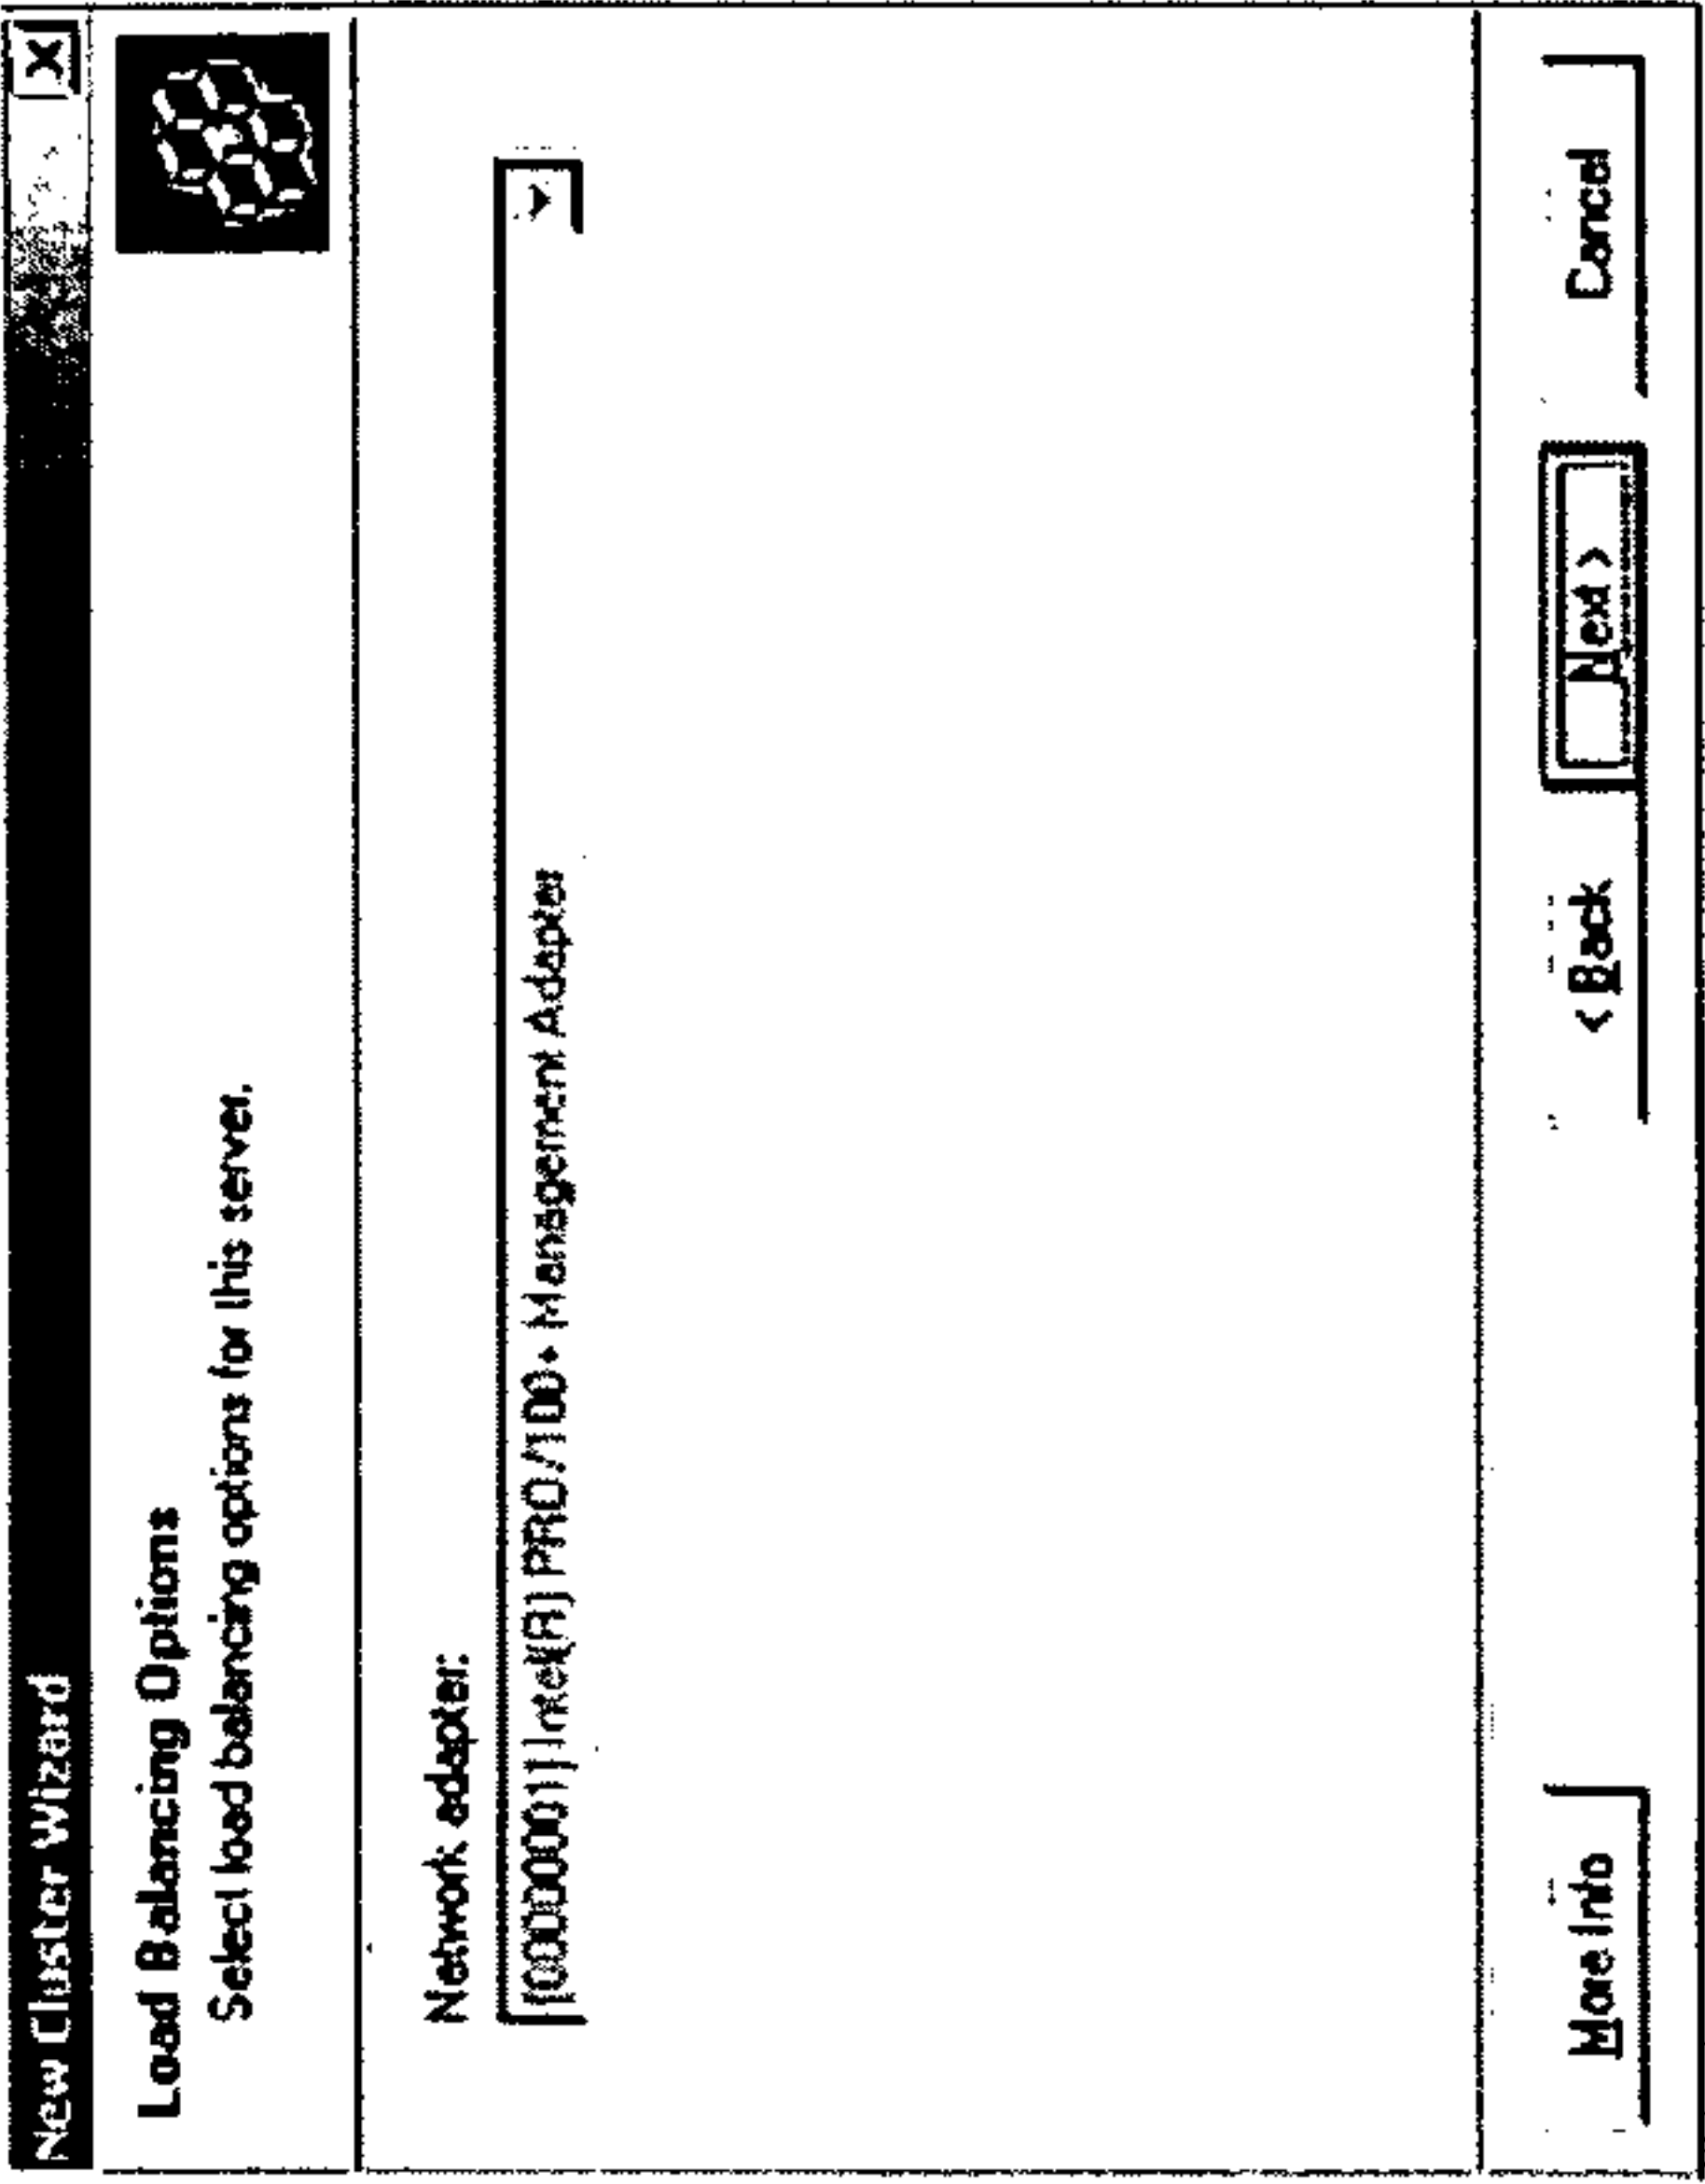 New Cluster Wizard
Load Balancing Options
Select load balancing options for this server.
Network adapter:
[00000001] Intel(R) PRO/100+ Management Adapter
More Info
< Back
Next >
Cancel